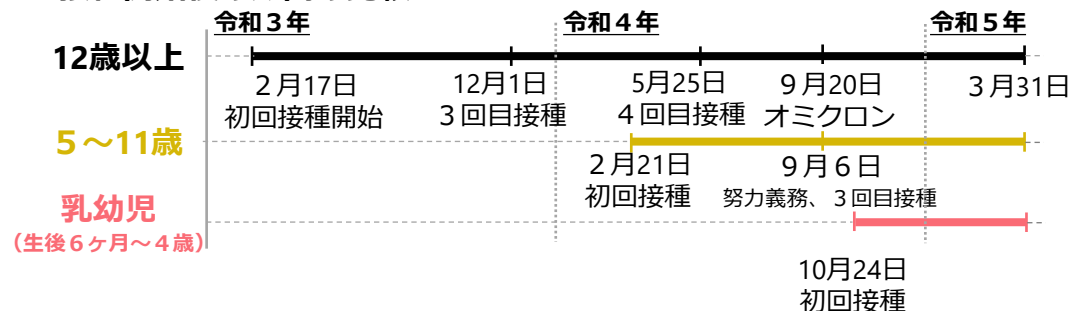 令和３年
令和４年
令和５年
12歳以上
２月17日
初回接種開始
12月1日
３回目接種
5月25日
４回目接種
９月20日
オミクロン
３月31日
５～11歳
２月21日
初回接種
９月６日
努力義務、３回目接種
乳幼児
（生後６ヶ月～４歳）
10月24日
初回接種